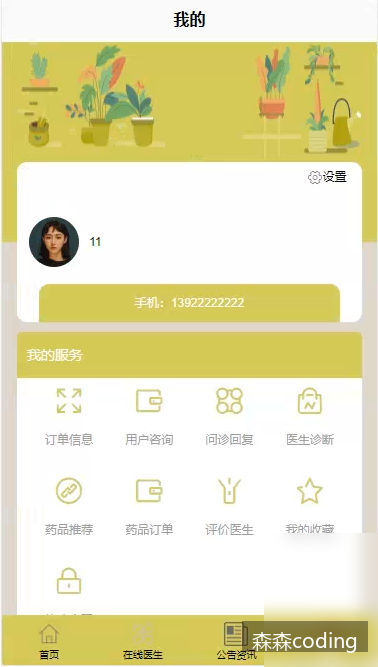 我的
设置
11
手机：13922222222
我的服务
订单信息 用户咨询 问诊回复 医生诊断
药品推荐 药品订单 评价医生 我的收藏
首页 在线医生 公告资讯
森森coding